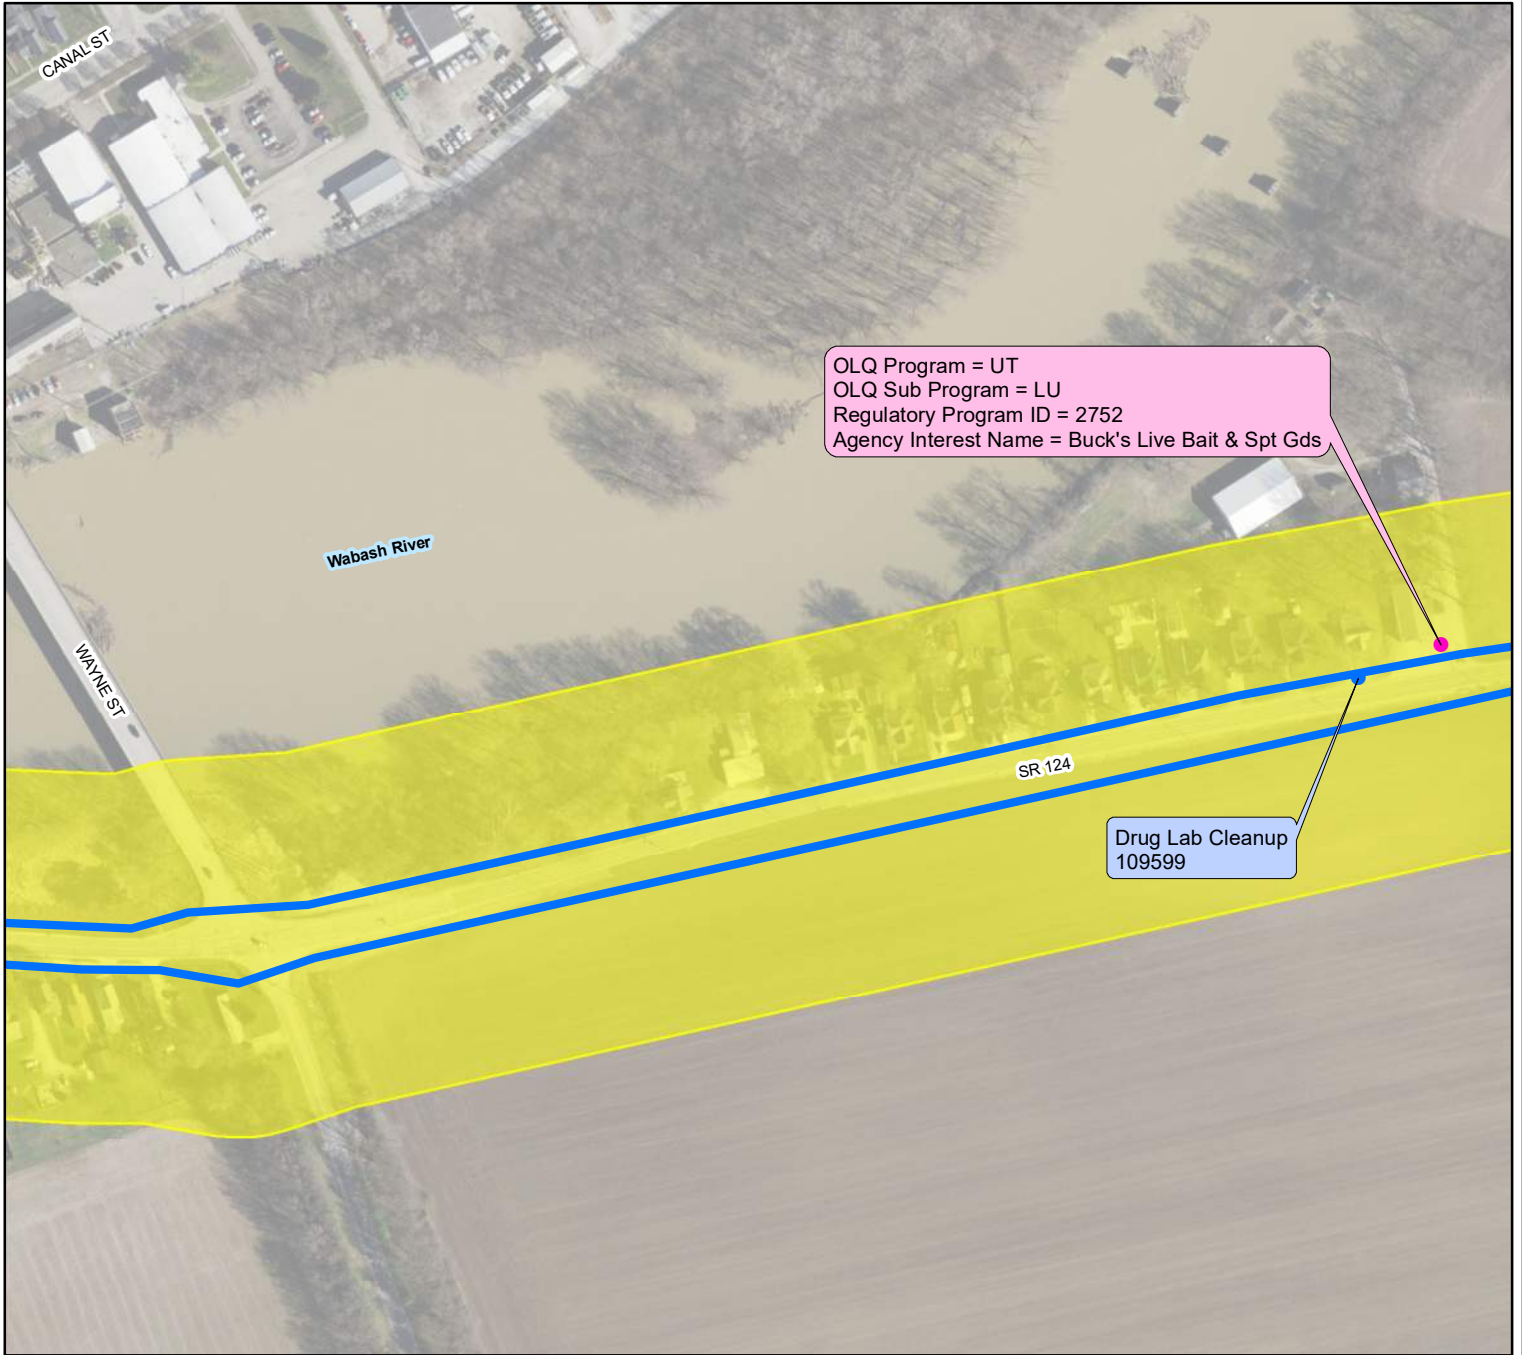 CANAL ST
OLQ Program = UT
OLQ Sub Program = LU
Regulatory Program ID = 2752
Agency Interest Name = Buck's Live Bait & Spt Gds
Wabash River
WAYNE ST
SR 124
Drug Lab Cleanup
109599